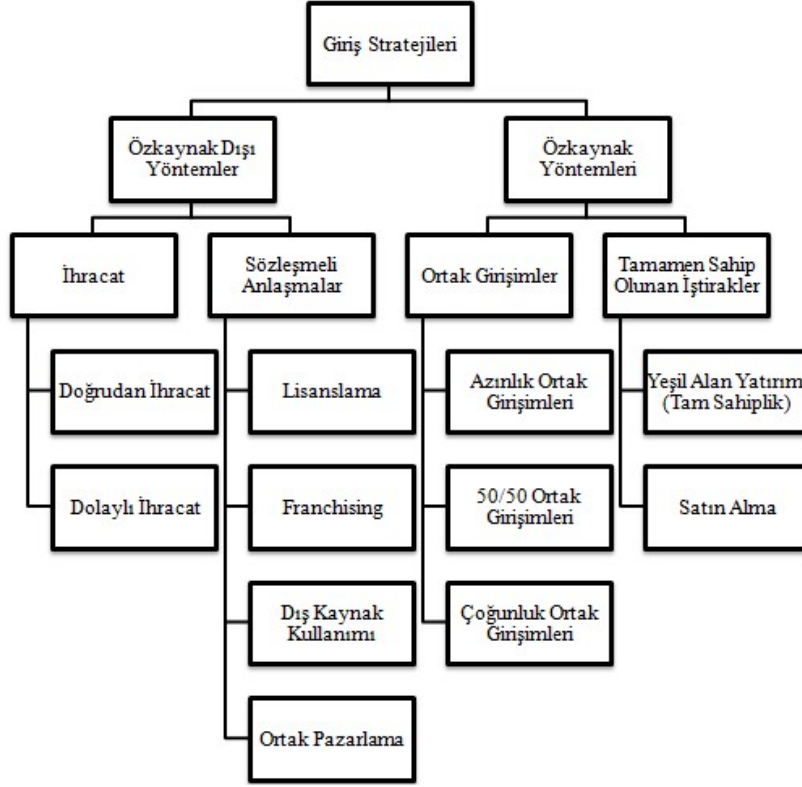 Giriş Stratejileri
Özkaynak Dışı
Yöntemler
Özkaynak
Yöntemleri
İhracat
Sözleşmeli
Anlaşmalar
Ortak Girişimler
Tamamen Sahip
Olunan İştirakler
Doğrudan İhracat
Lisanslama
Azınlık Ortak
Girişimleri
Yeşil Alan Yatırım
(Tam Sahiplik)
Dolaylı İhracat
Franchising
50/50 Ortak
Girişimleri
Satın Alma
Dış Kaynak
Kullanımı
Çoğunluk Ortak
Girişimleri
Ortak Pazarlama